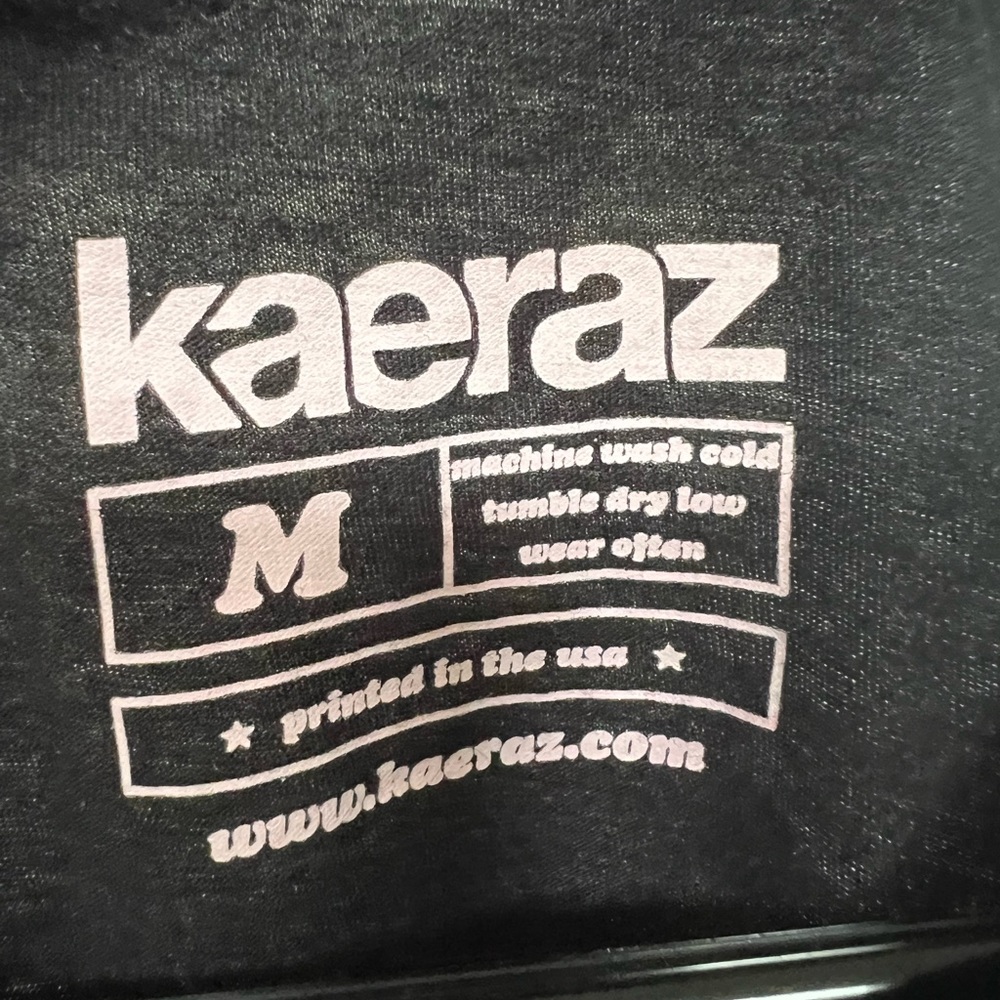 kaeraz
M
machine wash cold
tumble dry low
wear often
printed in the usa
www.kaeraz.com